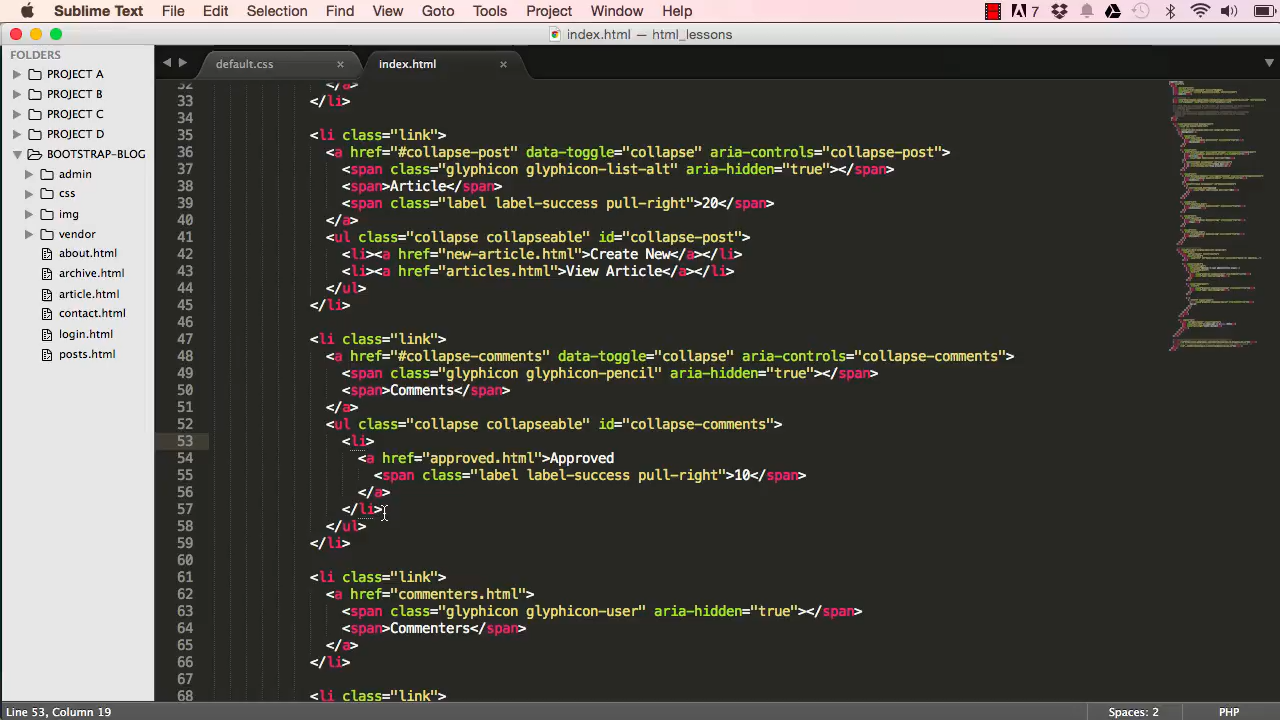 Sublime Text File Edit Selection Find View Goto Tools Project Window Help 7
index.html — html_lessons
FOLDERS
PROJECT A
PROJECT B
PROJECT C
PROJECT D
BOOTSTRAP-BLOG
admin
css
img
vendor
about.html
archive.html
article.html
contact.html
login.html
posts.html
default.css × index.html ×
32 </a>
33 </li>
34
35 <li class="link">
36 <a href="#collapse-post" data-toggle="collapse" aria-controls="collapse-post">
37 <span class="glyphicon glyphicon-list-alt" aria-hidden="true"></span>
38 <span>Article</span>
39 <span class="label label-success pull-right">20</span>
40 </a>
41 <ul class="collapse collapseable" id="collapse-post">
42 <li><a href="new-article.html">Create New</a></li>
43 <li><a href="articles.html">View Article</a></li>
44 </ul>
45 </li>
46
47 <li class="link">
48 <a href="#collapse-comments" data-toggle="collapse" aria-controls="collapse-comments">
49 <span class="glyphicon glyphicon-pencil" aria-hidden="true"></span>
50 <span>Comments</span>
51 </a>
52 <ul class="collapse collapseable" id="collapse-comments">
53 <li>
54 <a href="approved.html">Approved
55 <span class="label label-success pull-right">10</span>
56 </a>
57 </li>
58 </ul>
59 </li>
60
61 <li class="link">
62 <a href="commenters.html">
63 <span class="glyphicon glyphicon-user" aria-hidden="true"></span>
64 <span>Commenters</span>
65 </a>
66 </li>
67
68 <li class="link">
Line 53, Column 19 Spaces: 2 PHP